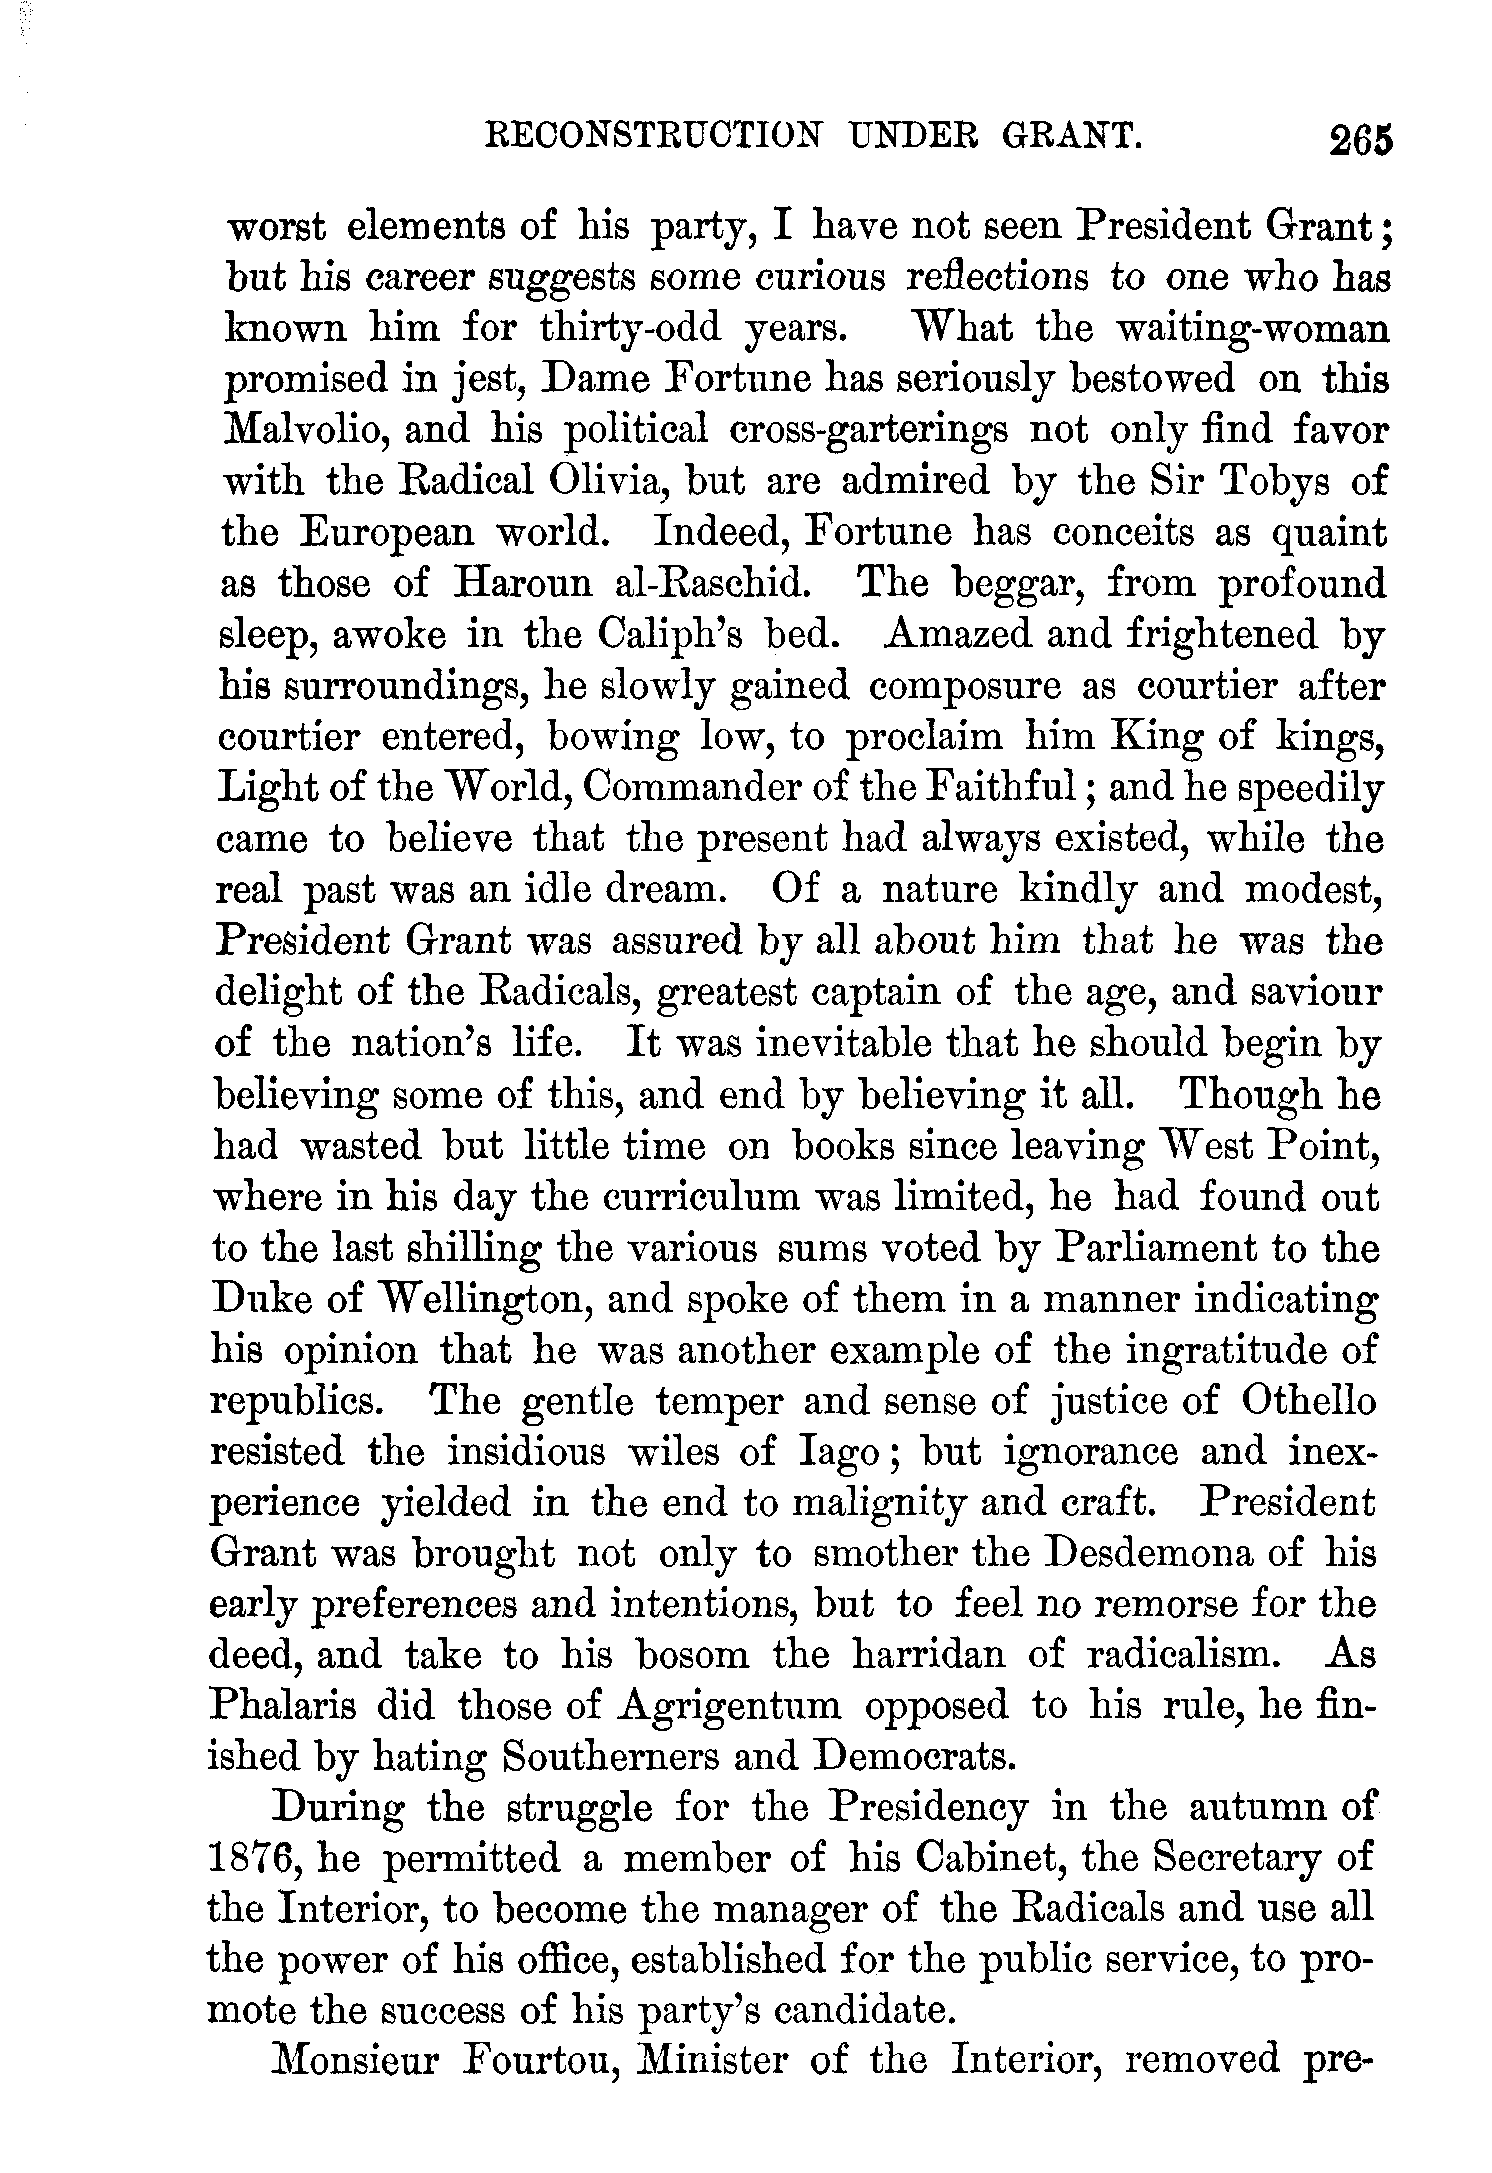 RECONSTRUCTION UNDER GRANT. 265
worst elements of his party, I have not seen President Grant;
but his career suggests some curious reflections to one who has
known him for thirty-odd years. What the waiting-woman
promised in jest, Dame Fortune has seriously bestowed on this
Malvolio, and his political cross-garterings not only find favor
with the Radical Olivia, but are admired by the Sir Tobys of
the European world. Indeed, Fortune has conceits as quaint
as those of Haroun al-Raschid. The beggar, from profound
sleep, awoke in the Caliph's bed. Amazed and frightened by
his surroundings, he slowly gained composure as courtier after
courtier entered, bowing low, to proclaim him King of kings,
Light of the World, Commander of the Faithful; and he speedily
came to believe that the present had always existed, while the
real past was an idle dream. Of a nature kindly and modest,
President Grant was assured by all about him that he was the
delight of the Radicals, greatest captain of the age, and saviour
of the nation's life. It was inevitable that he should begin by
believing some of this, and end by believing it all. Though he
had wasted but little time on books since leaving West Point,
where in his day the curriculum was limited, he had found out
to the last shilling the various sums voted by Parliament to the
Duke of Wellington, and spoke of them in a manner indicating
his opinion that he was another example of the ingratitude of
republics. The gentle temper and sense of justice of Othello
resisted the insidious wiles of Iago; but ignorance and inex-
perience yielded in the end to malignity and craft. President
Grant was brought not only to smother the Desdemona of his
early preferences and intentions, but to feel no remorse for the
deed, and take to his bosom the harridan of radicalism. As
Phalaris did those of Agrigentum opposed to his rule, he fin-
ished by hating Southerners and Democrats.
During the struggle for the Presidency in the autumn of
1876, he permitted a member of his Cabinet, the Secretary of
the Interior, to become the manager of the Radicals and use all
the power of his office, established for the public service, to pro-
mote the success of his party's candidate.
Monsieur Fourtou, Minister of the Interior, removed pre-